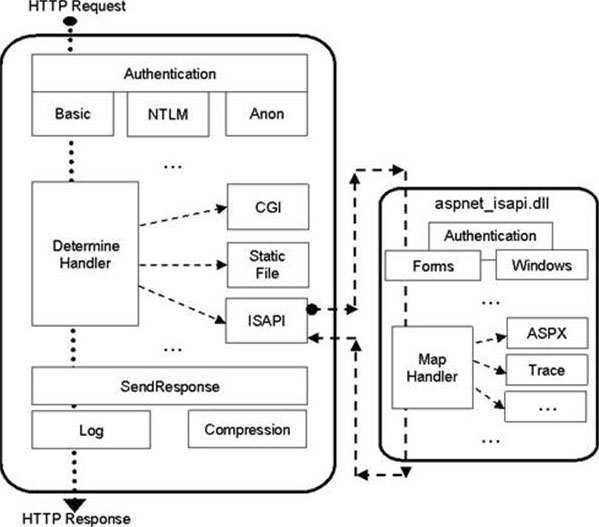 HTTP Request
Authentication
Basic
NTLM
Anon
...
Determine
Handler
CGI
Static
File
ISAPI
...
SendResponse
Log
Compression
HTTP Response
aspnet_isapi.dll
Authentication
Forms
Windows
...
Map
Handler
ASPX
Trace
...
...